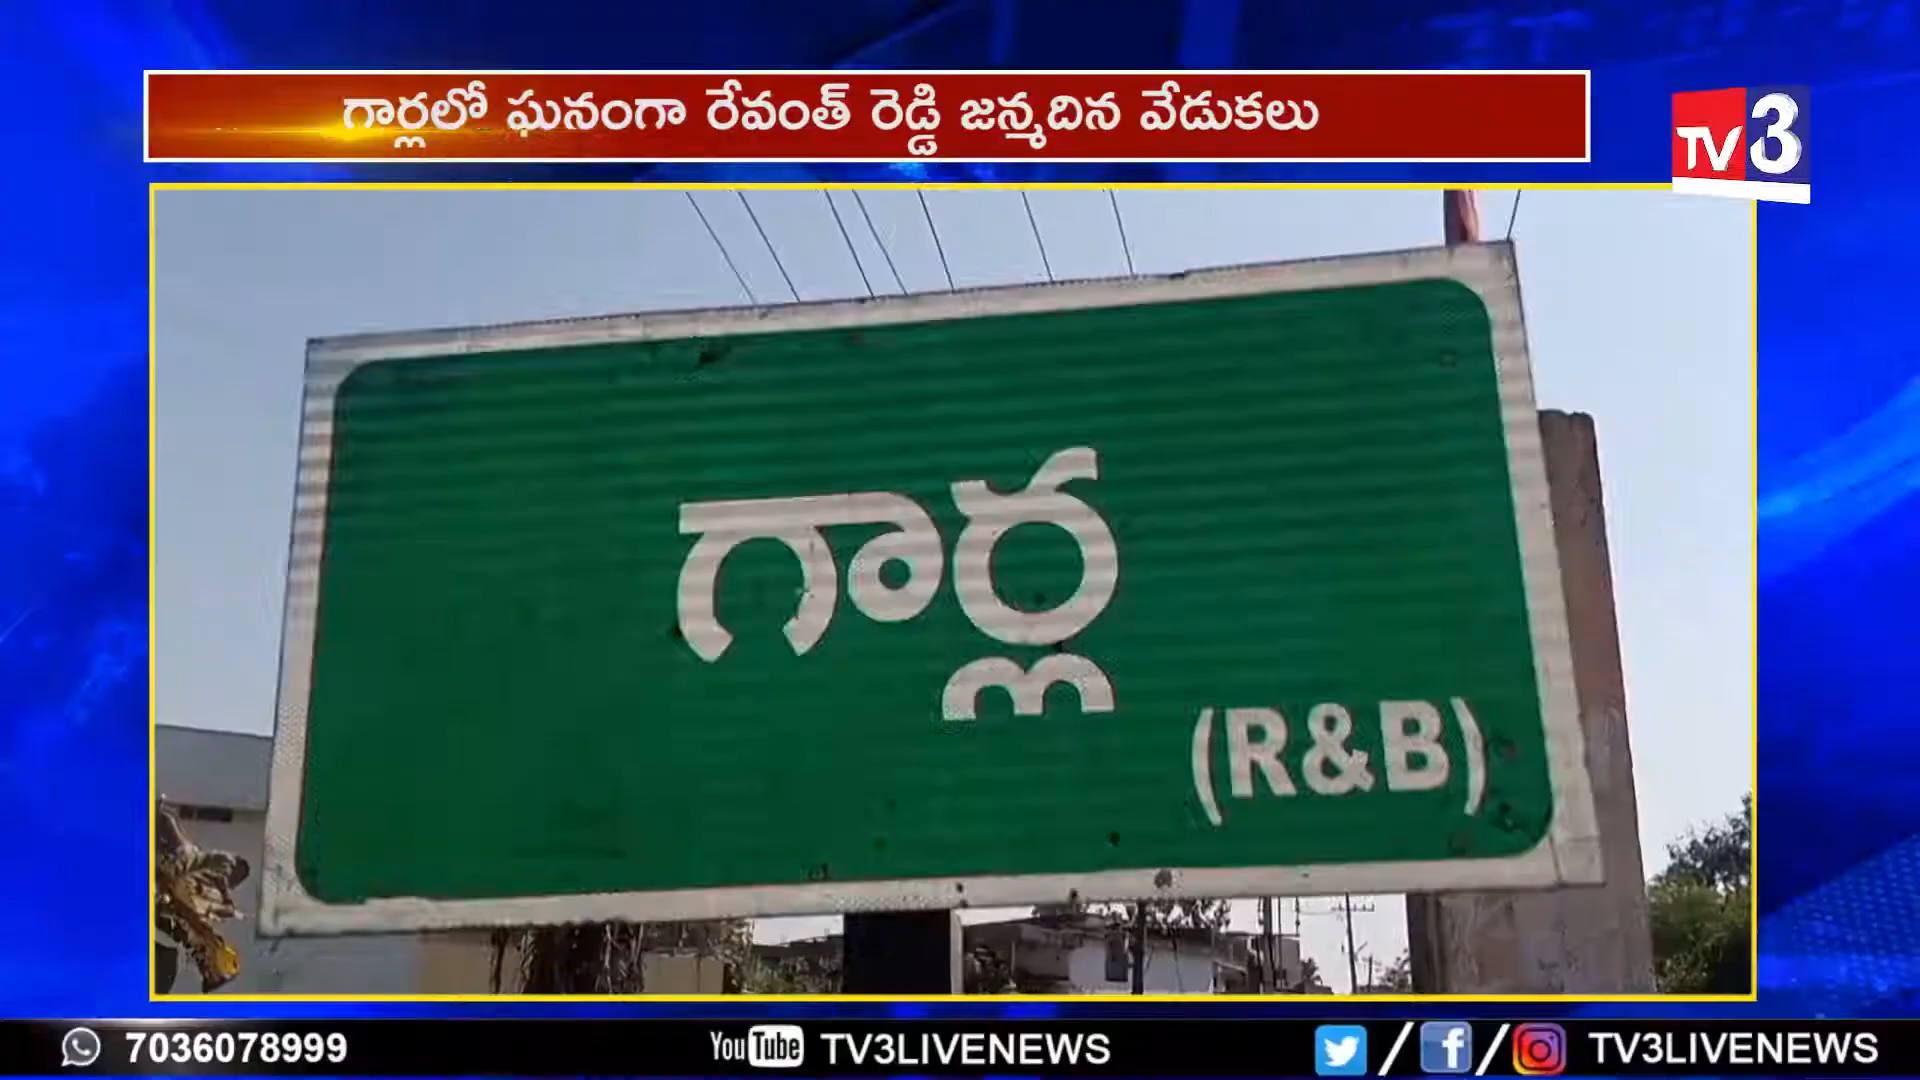 గార్లలో ఘనంగా రేవంత్ రెడ్డి జన్మదిన వేడుకలు
TV3
గార్ల
(R&B)
7036078999
YouTube TV3LIVENEWS
/ / TV3LIVENEWS